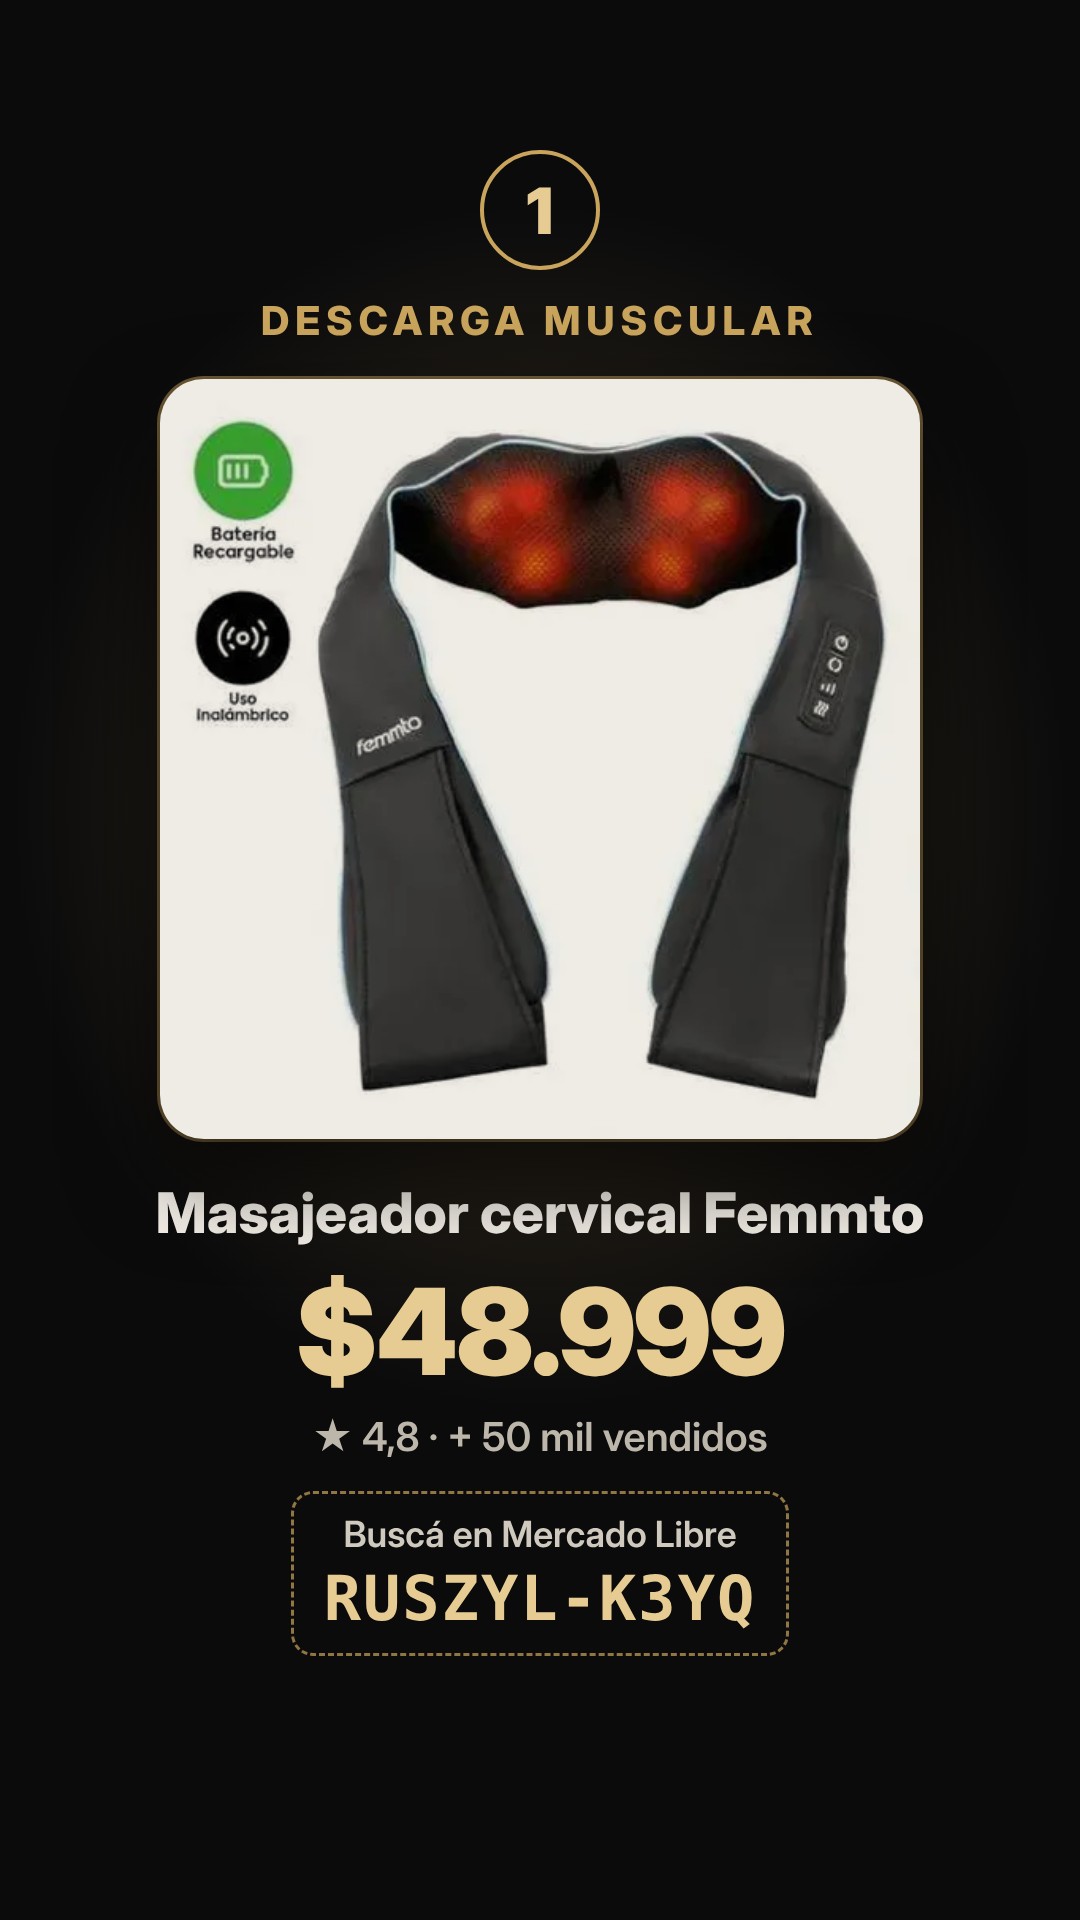 1
DESCARGA MUSCULAR
Batería
Recargable
Uso
Inalámbrico
femmto
Masajeador cervical Femmto
$48.999
★ 4,8 · + 50 mil vendidos
Buscá en Mercado Libre
RUSZYL-K3YQ